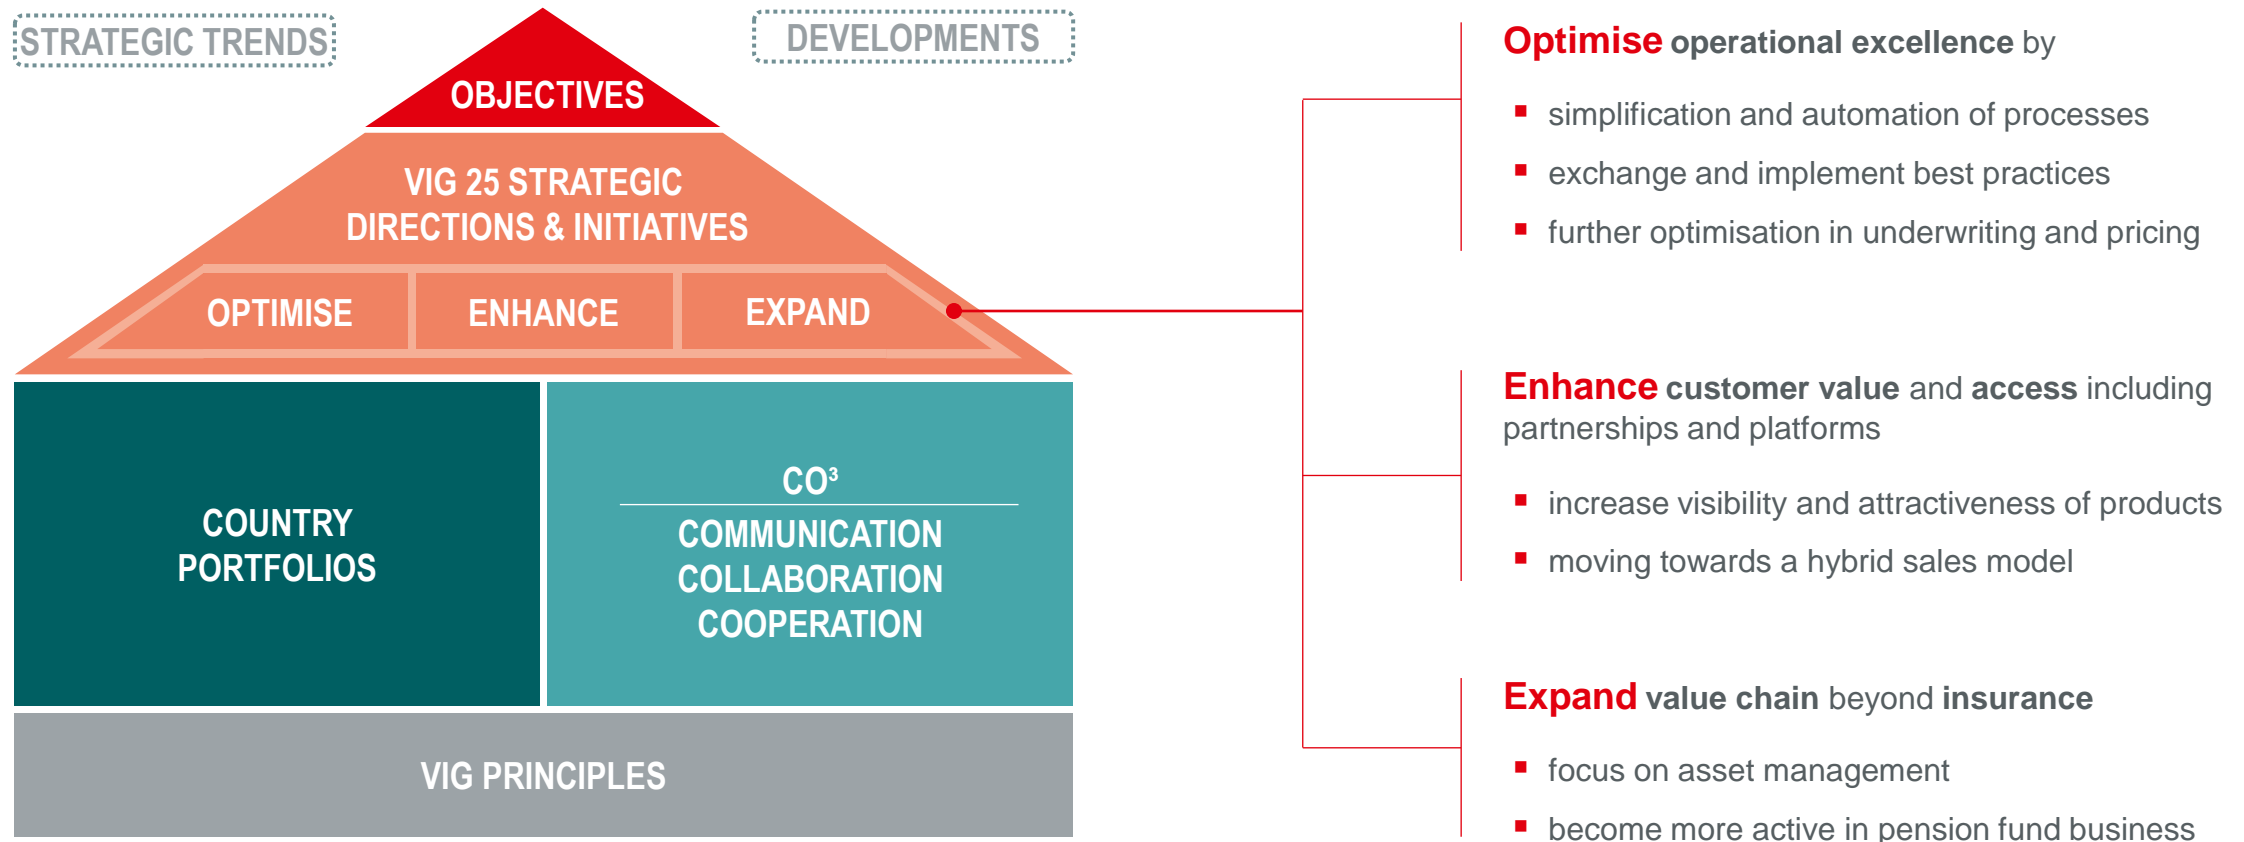 STRATEGIC TRENDS
DEVELOPMENTS
OBJECTIVES
VIG 25 STRATEGIC
DIRECTIONS & INITIATIVES
OPTIMISE
ENHANCE
EXPAND
COUNTRY
PORTFOLIOS
CO³
COMMUNICATION
COLLABORATION
COOPERATION
VIG PRINCIPLES
Optimise operational excellence by
▪ simplification and automation of processes
▪ exchange and implement best practices
▪ further optimisation in underwriting and pricing
Enhance customer value and access including
partnerships and platforms
▪ increase visibility and attractiveness of products
▪ moving towards a hybrid sales model
Expand value chain beyond insurance
▪ focus on asset management
▪ become more active in pension fund business